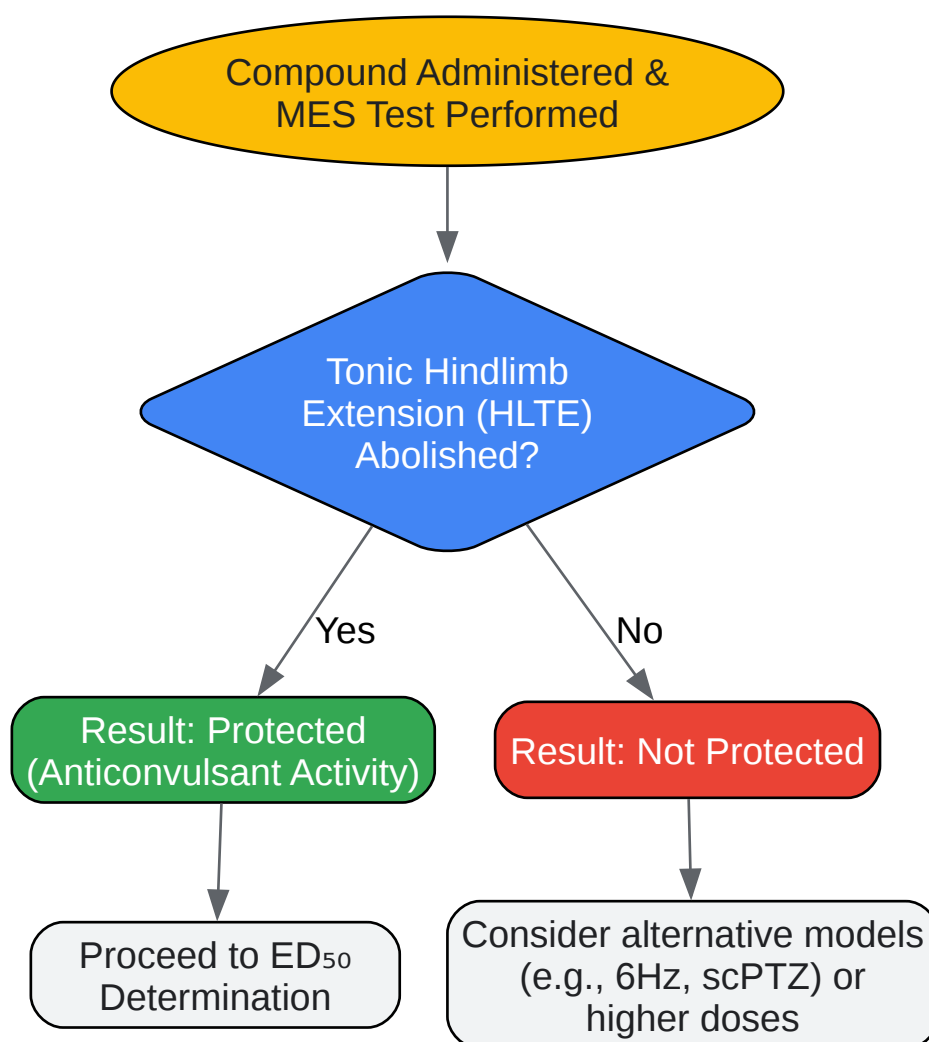 Compound Administered &
MES Test Performed
Tonic Hindlimb
Extension (HLTE)
Abolished?
Yes
No
Result: Protected
(Anticonvulsant Activity)
Result: Not Protected
Proceed to ED₅₀
Determination
Consider alternative models
(e.g., 6Hz, scPTZ) or
higher doses